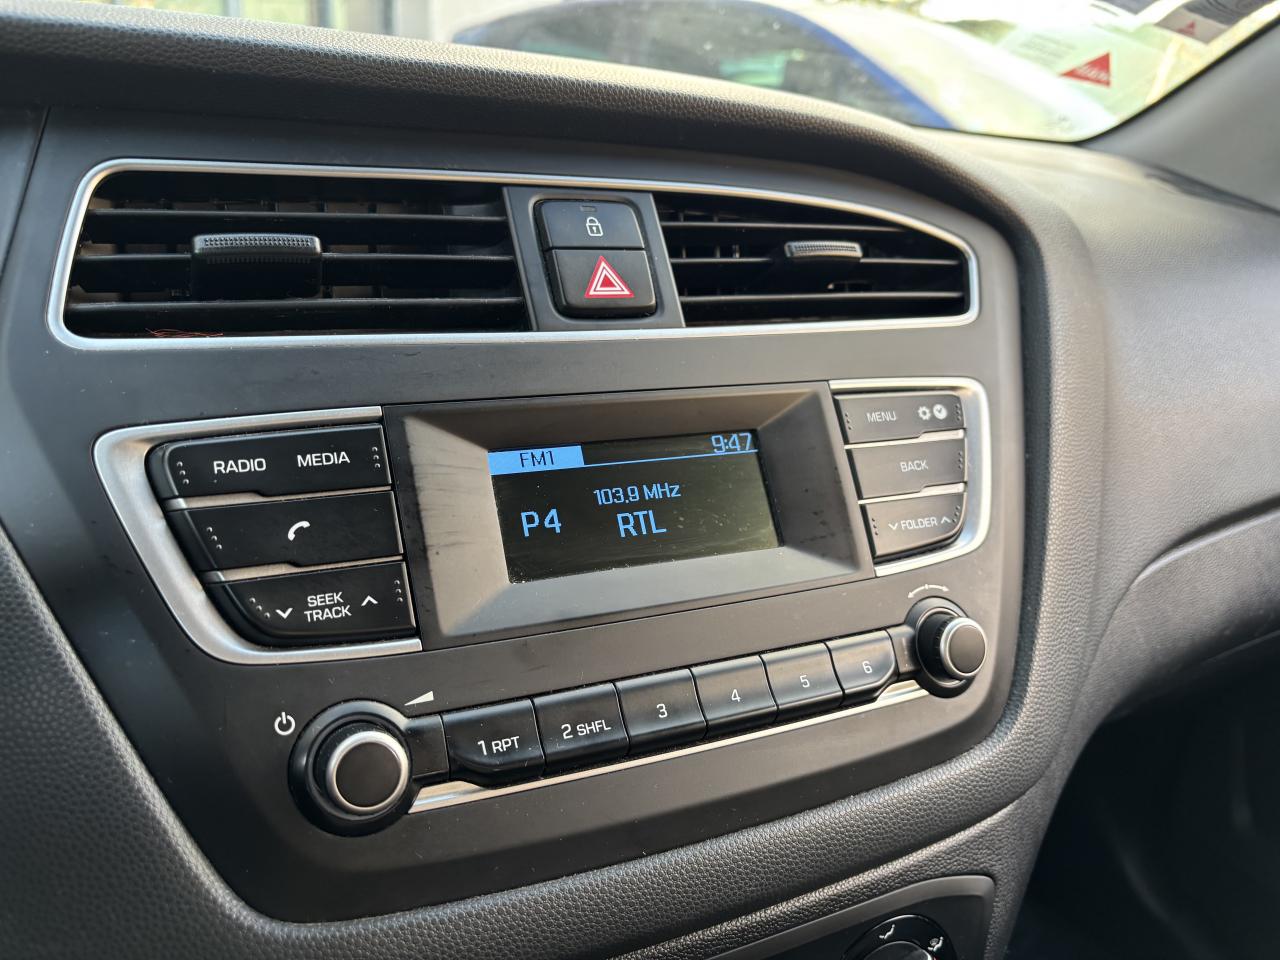 RADIO MEDIA
SEEK
TRACK
FM1 9:47
103.9 MHz
P4 RTL
MENU
BACK
FOLDER
1 RPT 2 SHFL 3 4 5 6